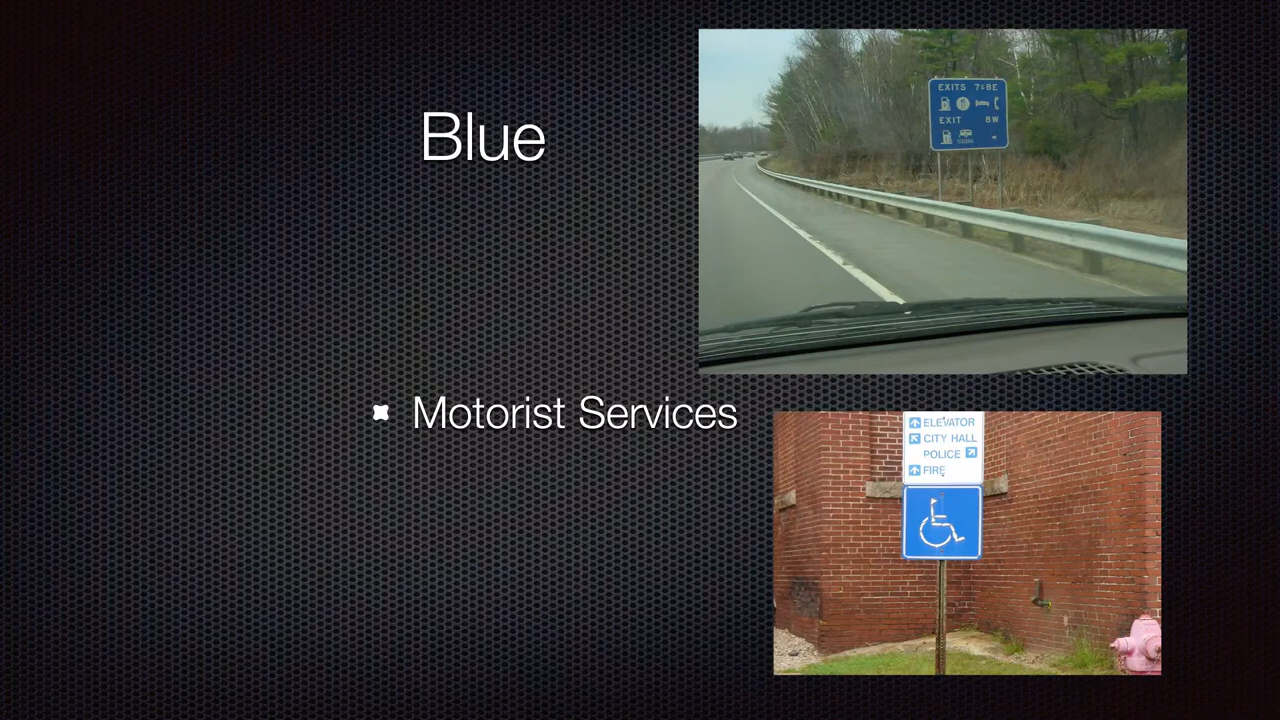 Blue
EXITS 7&8E
EXIT 8W
Motorist Services
ELEVATOR
CITY HALL
POLICE
FIRE